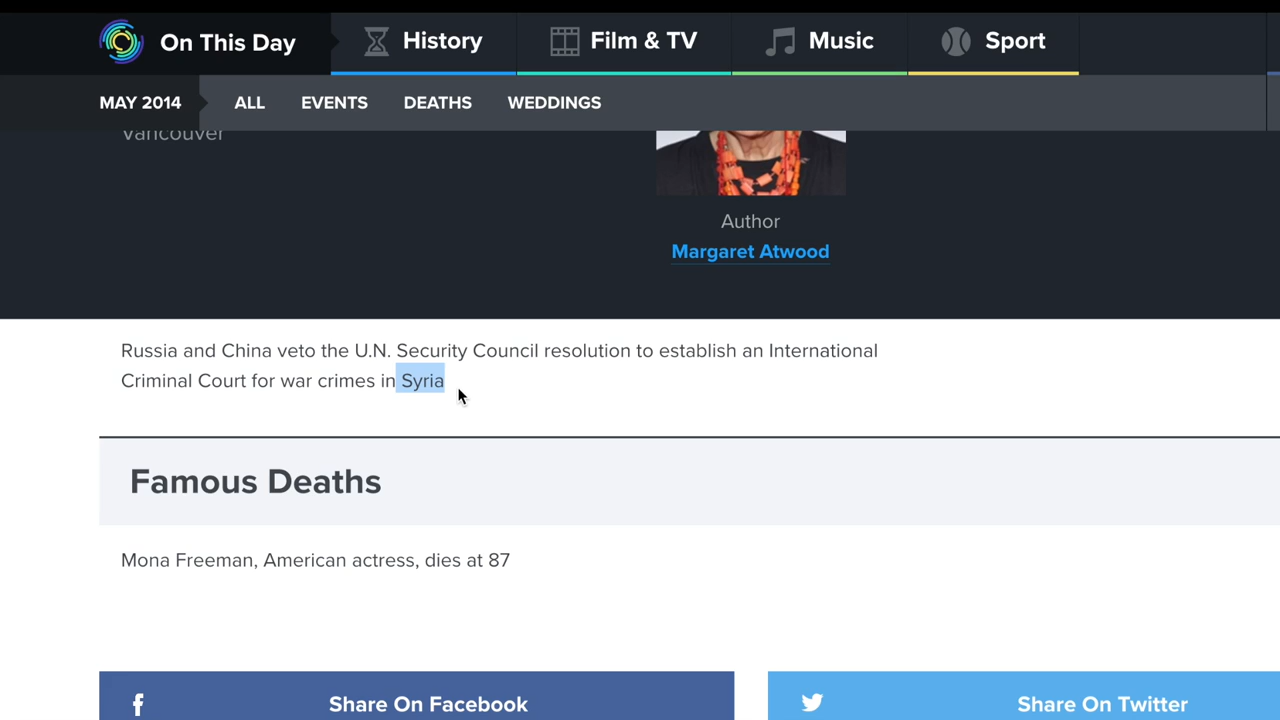 On This Day
History
Film & TV
Music
Sport
MAY 2014
ALL
EVENTS
DEATHS
WEDDINGS
Vancouver
Author
Margaret Atwood
Russia and China veto the U.N. Security Council resolution to establish an International
Criminal Court for war crimes in Syria
Famous Deaths
Mona Freeman, American actress, dies at 87
Share On Facebook
Share On Twitter